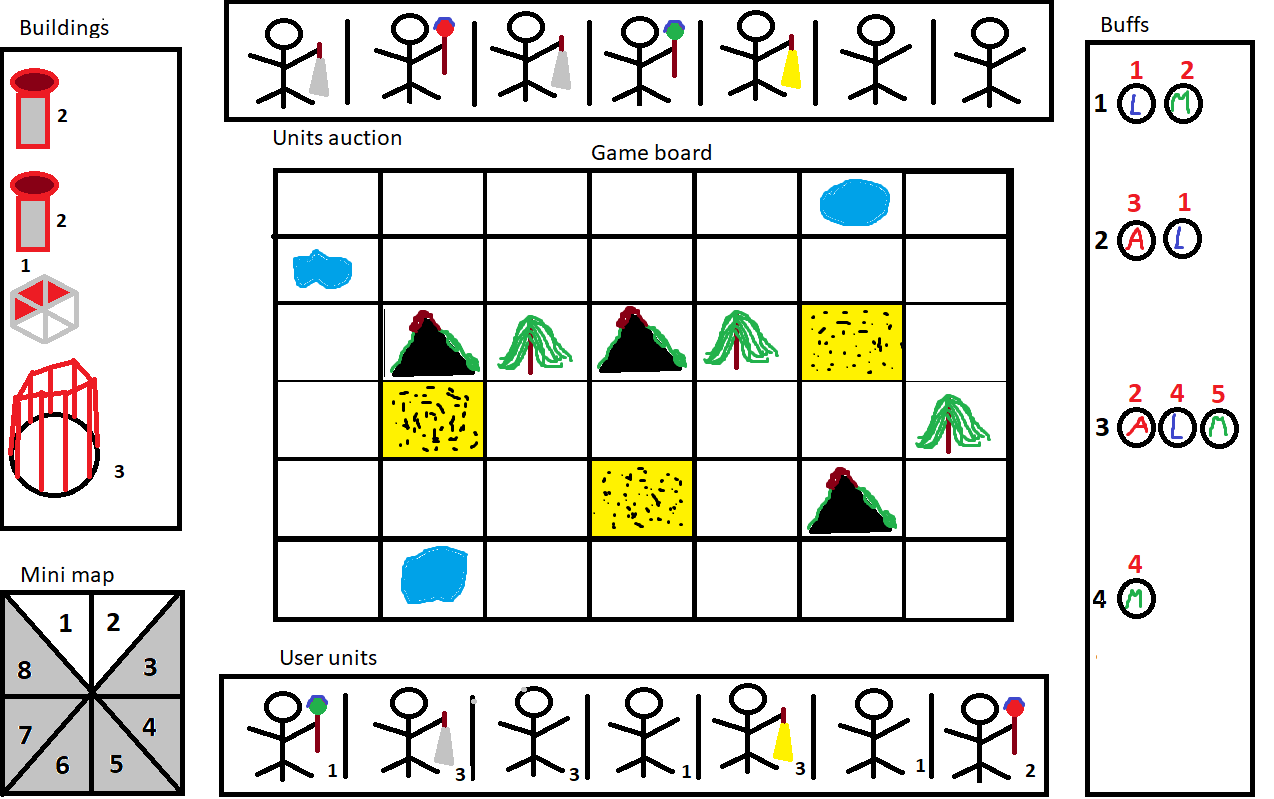 Buildings
2
2
1
3
Mini map
1 2
8 3
7 4
6 5
Units auction
Game board
User units
1 3 3 1 3 1 2
Buffs
1 2
1 L M
3 1
2 A L
2 4 5
3 A L M
4
4 M